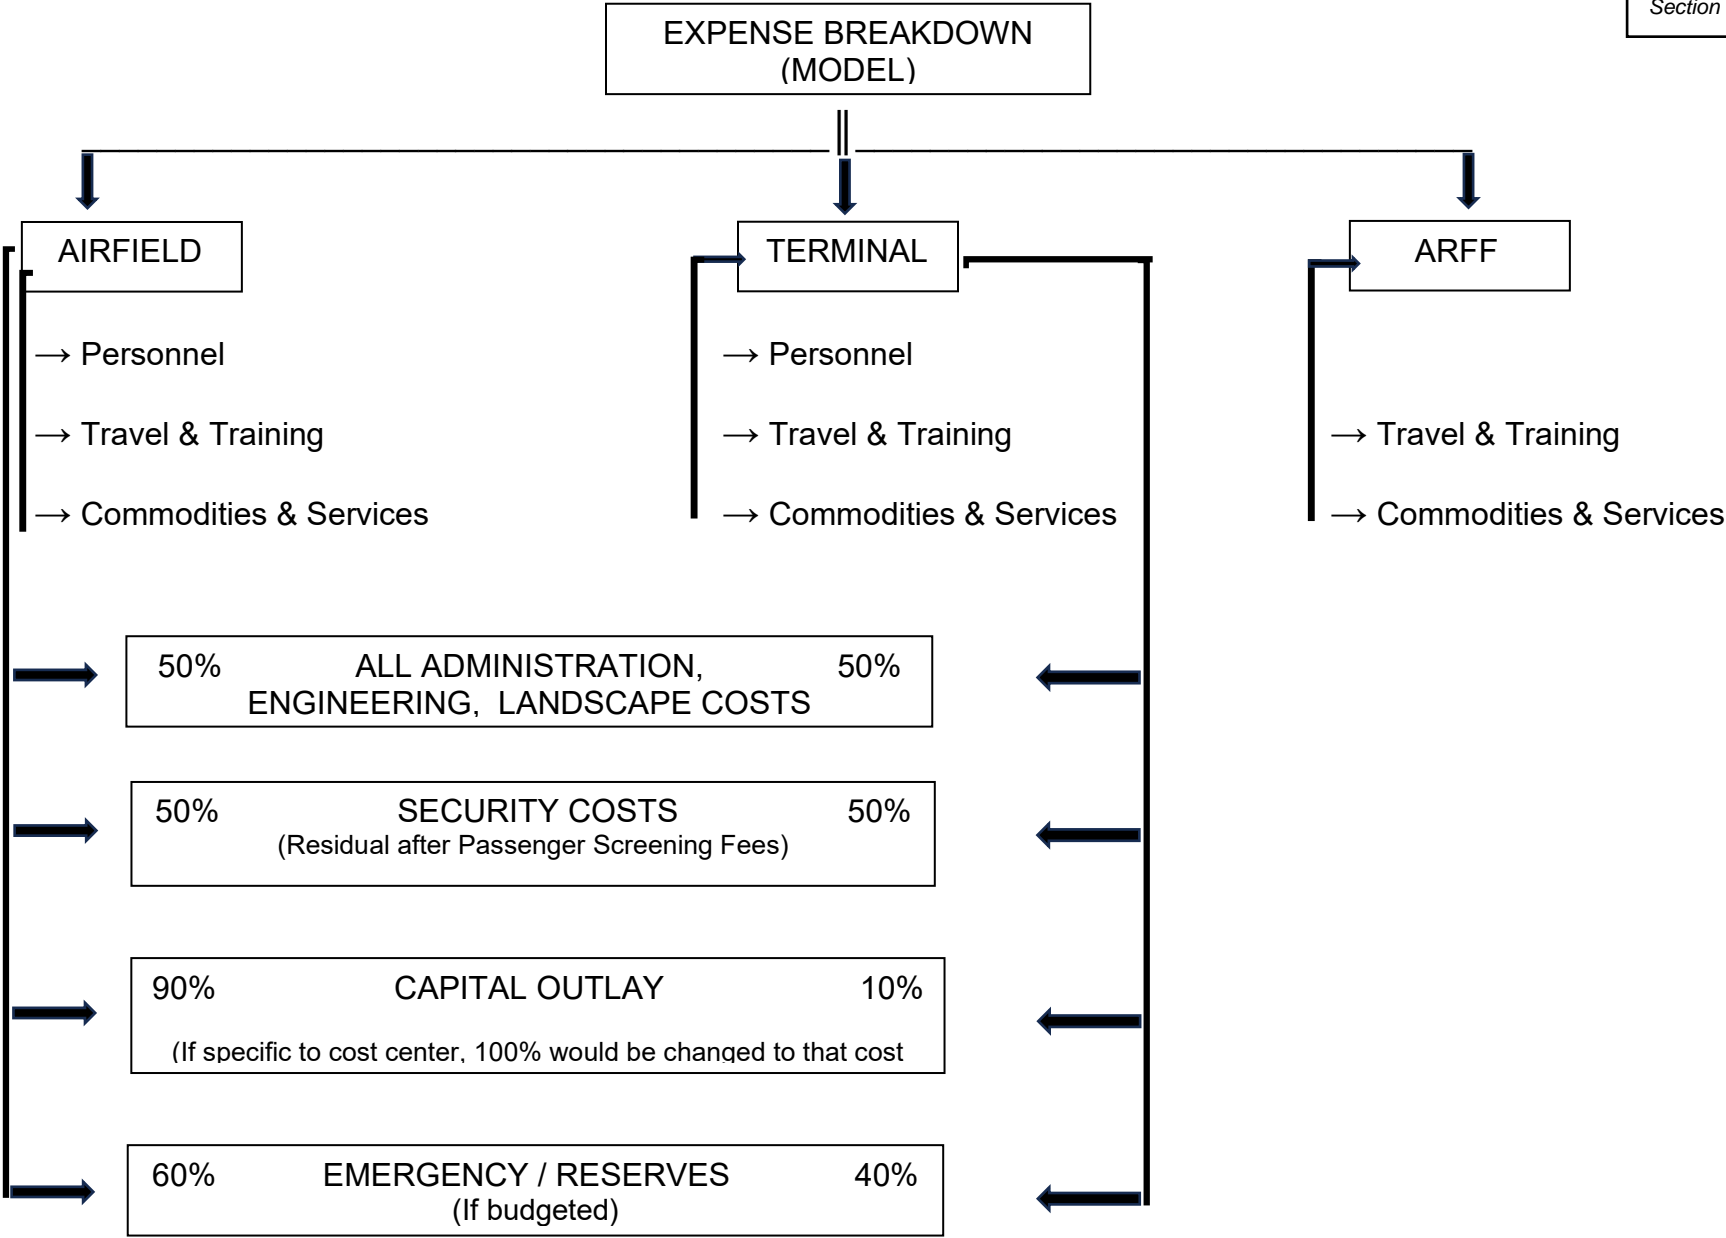 Section
EXPENSE BREAKDOWN
(MODEL)
AIRFIELD
TERMINAL
ARFF
→ Personnel
→ Personnel
→ Travel & Training
→ Travel & Training
→ Travel & Training
→ Commodities & Services
→ Commodities & Services
→ Commodities & Services
50% ALL ADMINISTRATION, 50%
ENGINEERING, LANDSCAPE COSTS
50% SECURITY COSTS 50%
(Residual after Passenger Screening Fees)
90% CAPITAL OUTLAY 10%
(If specific to cost center, 100% would be changed to that cost
60% EMERGENCY / RESERVES 40%
(If budgeted)